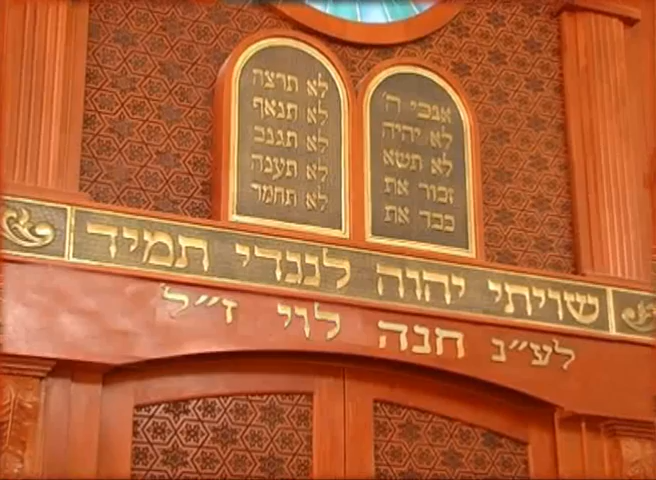 אנכי ה'
לא יהיה
לא תשא
זכור את
כבד את
לא תרצח
לא תנאף
לא תגנב
לא תענה
לא תחמד
שויתי יהוה לנגדי תמיד
לע"נ חנה לוי ז"ל